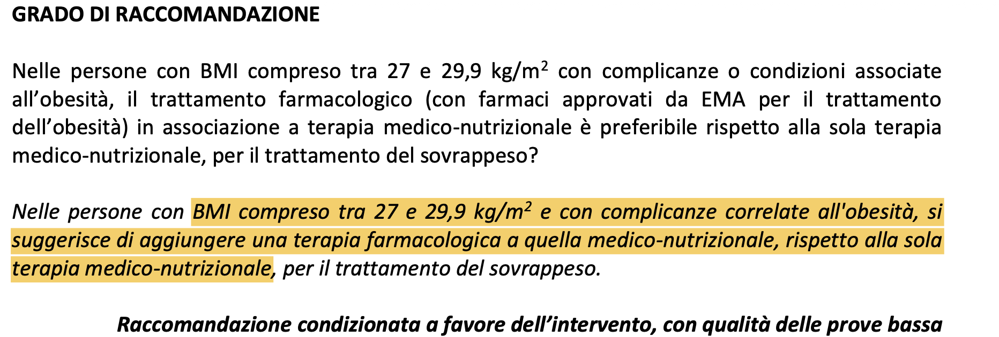 GRADO DI RACCOMANDAZIONE
Nelle persone con BMI compreso tra 27 e 29,9 kg/m² con complicanze o condizioni associate
all’obesità, il trattamento farmacologico (con farmaci approvati da EMA per il trattamento
dell’obesità) in associazione a terapia medico-nutrizionale è preferibile rispetto alla sola terapia
medico-nutrizionale, per il trattamento del sovrappeso?
Nelle persone con BMI compreso tra 27 e 29,9 kg/m² e con complicanze correlate all'obesità, si
suggerisce di aggiungere una terapia farmacologica a quella medico-nutrizionale, rispetto alla sola
terapia medico-nutrizionale, per il trattamento del sovrappeso.
Raccomandazione condizionata a favore dell’intervento, con qualità delle prove bassa